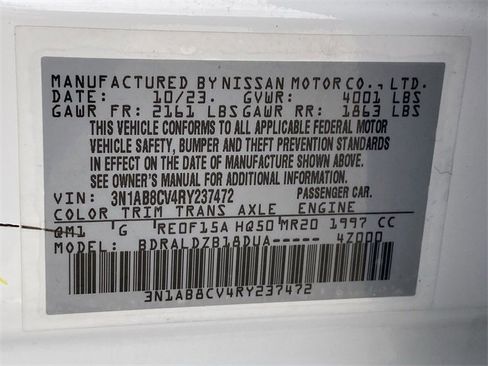 MANUFACTURED BY NISSAN MOTOR CO., LTD.
DATE: 10/23. GVWR: 4001 LBS
GAWR FR: 2161 LBS GAWR RR: 1863 LBS
THIS VEHICLE CONFORMS TO ALL APPLICABLE FEDERAL MOTOR
VEHICLE SAFETY, BUMPER AND THEFT PREVENTION STANDARDS
IN EFFECT ON THE DATE OF MANUFACTURE SHOWN ABOVE.
SEE OWNER'S MANUAL FOR ADDITIONAL INFORMATION.
VIN: 3N1AB8CV4RY237472 PASSENGER CAR.
COLOR TRIM TRANS AXLE ENGINE
QM1 G RE0F15A HQ50 MR20 1997 CC
MODEL: BDRALDZB18DUA----- 4Z000
3N1AB8CV4RY237472